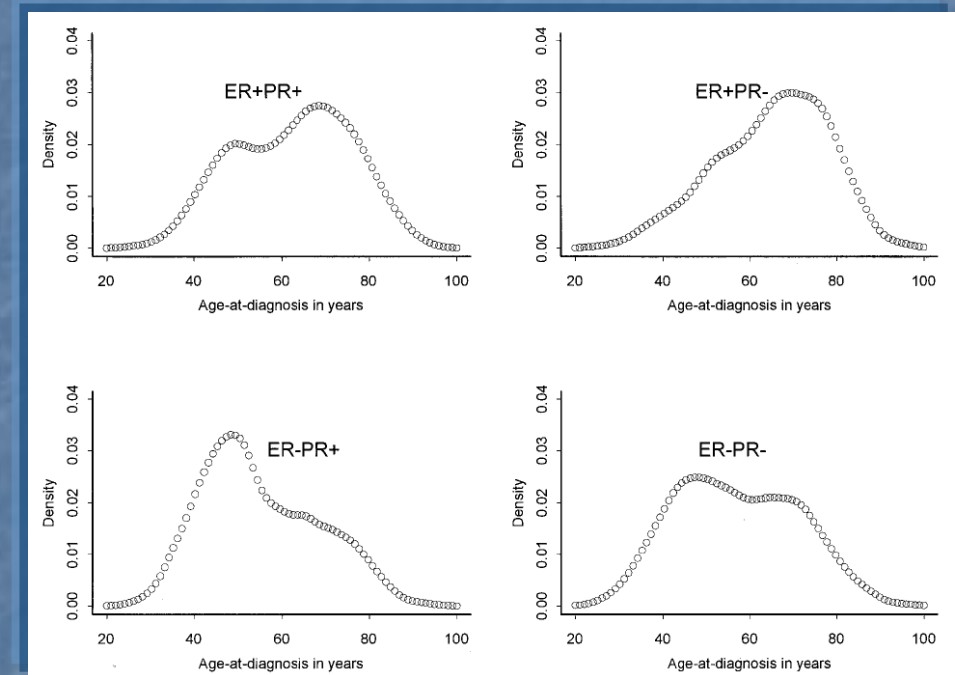 ER+PR+
Density
0.00 0.01 0.02 0.03 0.04
20 40 60 80 100
Age-at-diagnosis in years
ER+PR-
Density
0.00 0.01 0.02 0.03 0.04
20 40 60 80 100
Age-at-diagnosis in years
ER-PR+
Density
0.00 0.01 0.02 0.03 0.04
20 40 60 80 100
Age-at-diagnosis in years
ER-PR-
Density
0.00 0.01 0.02 0.03 0.04
20 40 60 80 100
Age-at-diagnosis in years